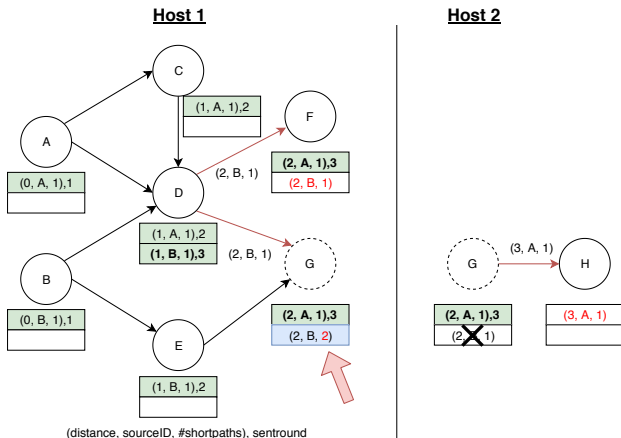 Host 1
Host 2
C
(1, A, 1),2
F
A
(0, A, 1),1
(2, B, 1)
(2, A, 1),3
(2, B, 1)
D
(1, A, 1),2
(1, B, 1),3
(2, B, 1)
G
B
(0, B, 1),1
(2, A, 1),3
(2, B, 2)
E
(1, B, 1),2
G
(3, A, 1)
H
(2, A, 1),3
(2, B, 1)
(3, A, 1)
(distance, sourceID, #shortpaths), sentround